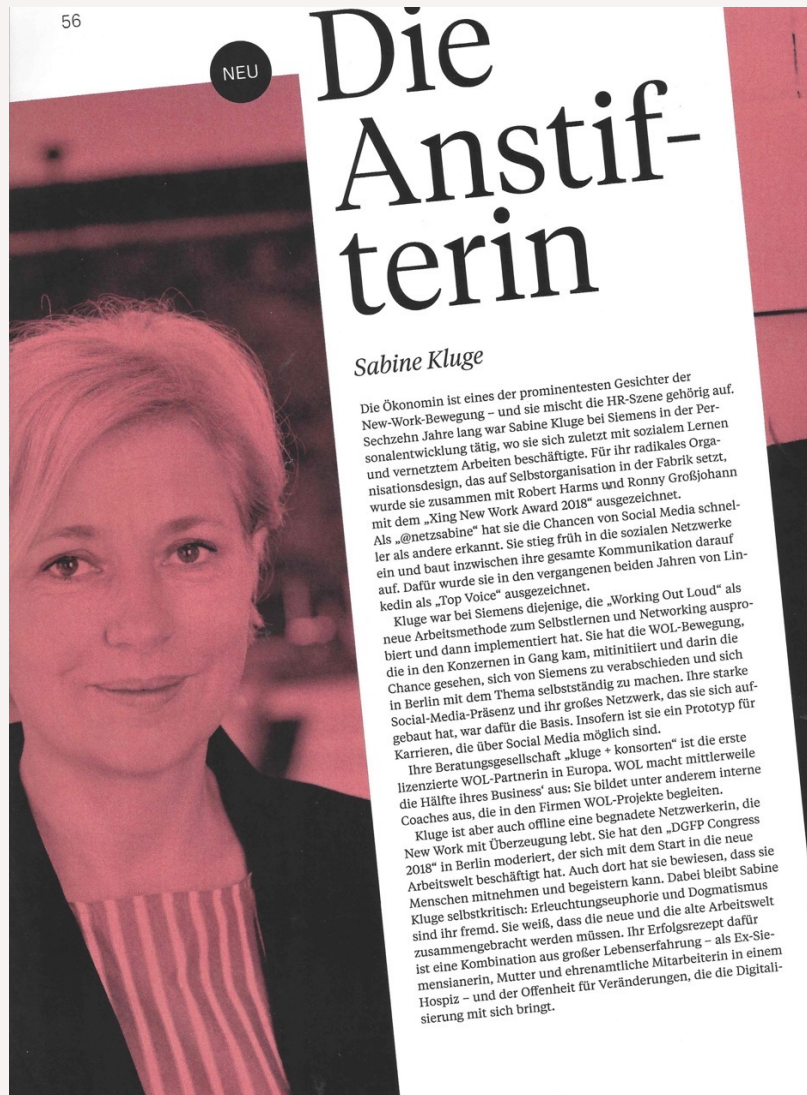 56
NEU
Die
Anstif-
terin
Sabine Kluge
Die Ökonomin ist eines der prominentesten Gesichter der
New-Work-Bewegung – und sie mischt die HR-Szene gehörig auf.
Sechzehn Jahre lang war Sabine Kluge bei Siemens in der Per-
sonalentwicklung tätig, wo sie sich zuletzt mit sozialem Lernen
und vernetztem Arbeiten beschäftigte. Für ihr radikales Orga-
nisationsdesign, das auf Selbstorganisation in der Fabrik setzt,
wurde sie zusammen mit Robert Harms und Ronny Großjohann
mit dem „Xing New Work Award 2018“ ausgezeichnet.
Als „@netzsabine“ hat sie die Chancen von Social Media schnel-
ler als andere erkannt. Sie stieg früh in die sozialen Netzwerke
ein und baut inzwischen ihre gesamte Kommunikation darauf
auf. Dafür wurde sie in den vergangenen beiden Jahren von Lin-
kedin als „Top Voice“ ausgezeichnet.
Kluge war bei Siemens diejenige, die „Working Out Loud“ als
neue Arbeitsmethode zum Selbstlernen und Networking auspro-
biert und dann implementiert hat. Sie hat die WOL-Bewegung,
die in den Konzernen in Gang kam, mitinitiiert und darin die
Chance gesehen, sich von Siemens zu verabschieden und sich
in Berlin mit dem Thema selbstständig zu machen. Ihre starke
Social-Media-Präsenz und ihr großes Netzwerk, das sie sich auf-
gebaut hat, war dafür die Basis. Insofern ist sie ein Prototyp für
Karrieren, die über Social Media möglich sind.
Ihre Beratungsgesellschaft „kluge + konsorten“ ist die erste
lizenzierte WOL-Partnerin in Europa. WOL macht mittlerweile
die Hälfte ihres Business‘ aus: Sie bildet unter anderem interne
Coaches aus, die in den Firmen WOL-Projekte begleiten.
Kluge ist aber auch offline eine begnadete Netzwerkerin, die
New Work mit Überzeugung lebt. Sie hat den „DGFP Congress
2018“ in Berlin moderiert, der sich mit dem Start in die neue
Arbeitswelt beschäftigt hat. Auch dort hat sie bewiesen, dass sie
Menschen mitnehmen und begeistern kann. Dabei bleibt Sabine
Kluge selbstkritisch: Erleuchtungseuphorie und Dogmatismus
sind ihr fremd. Sie weiß, dass die neue und die alte Arbeitswelt
zusammengebracht werden müssen. Ihr Erfolgsrezept dafür
ist eine Kombination aus großer Lebenserfahrung – als Ex-Sie-
mensianerin, Mutter und ehrenamtliche Mitarbeiterin in einem
Hospiz – und der Offenheit für Veränderungen, die die Digitali-
sierung mit sich bringt.